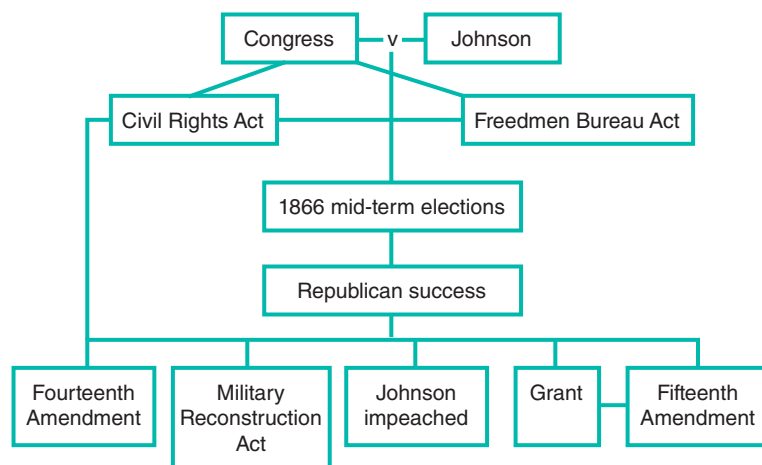 Congress v Johnson
Civil Rights Act
Freedmen Bureau Act
1866 mid-term elections
Republican success
Fourteenth
Amendment
Military
Reconstruction
Act
Johnson
impeached
Grant
Fifteenth
Amendment